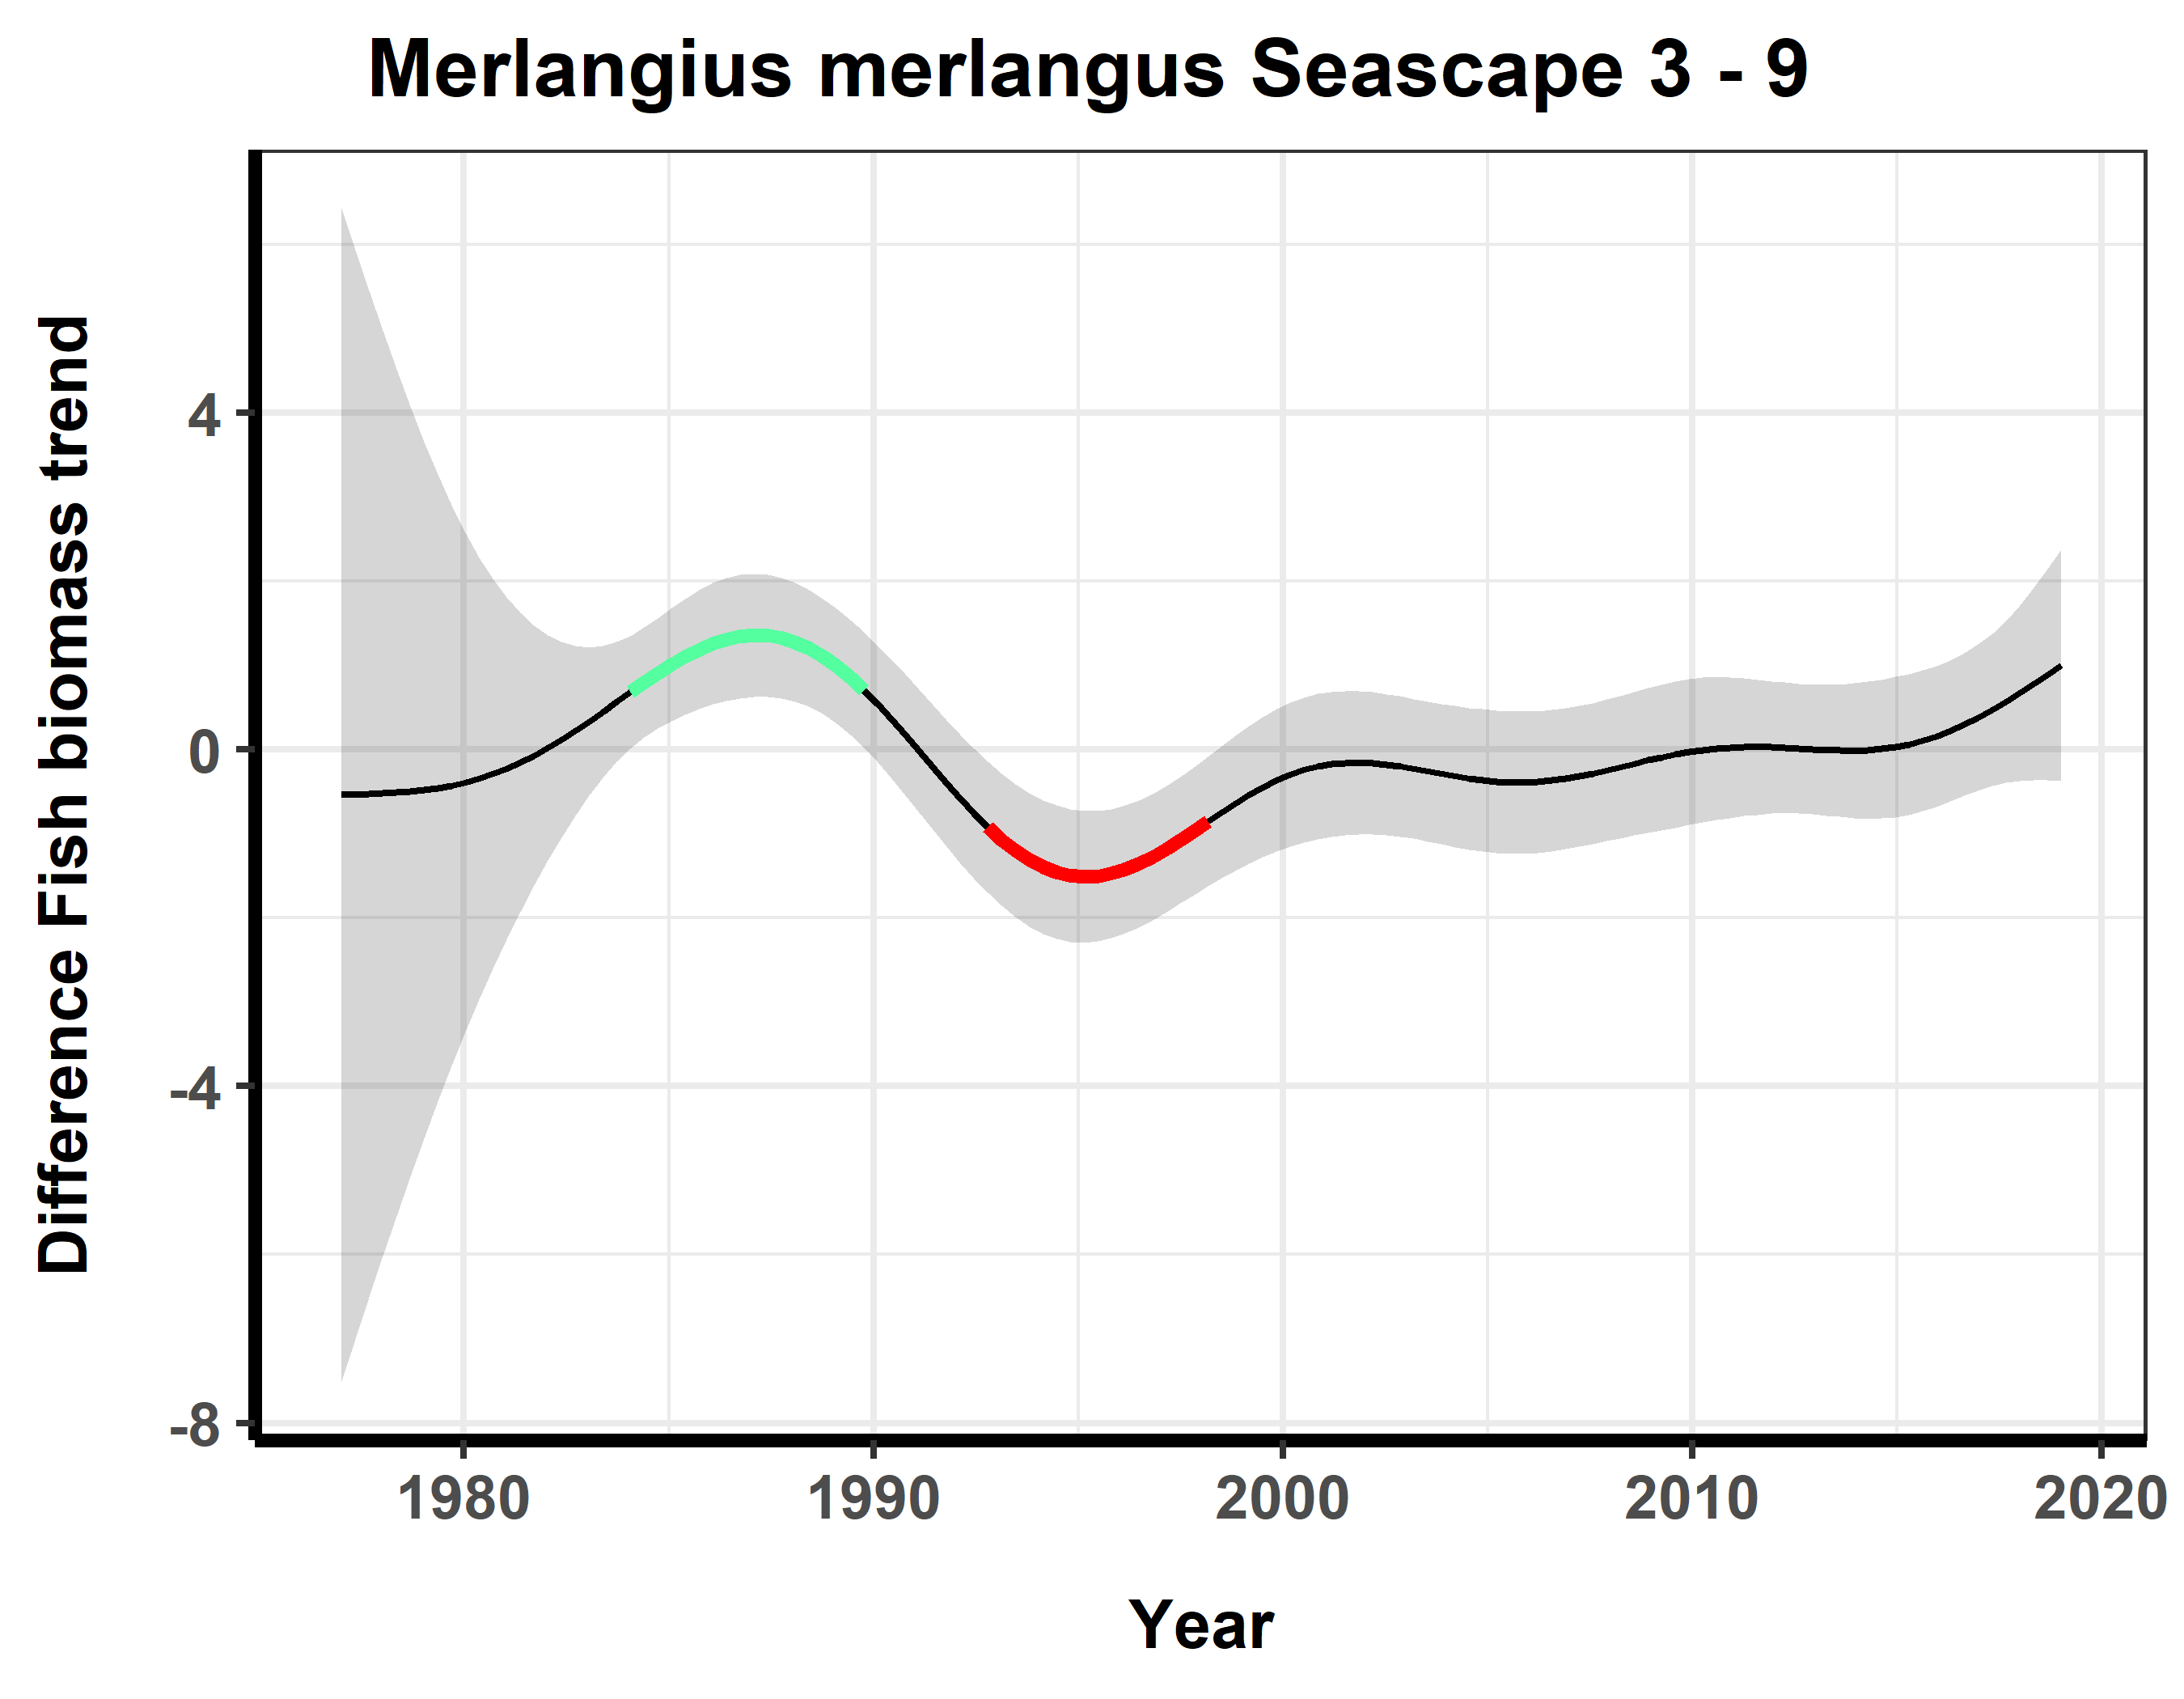 Merlangius merlangus Seascape 3 - 9
Difference Fish biomass trend
4
0
-4
-8
1980 1990 2000 2010 2020
Year